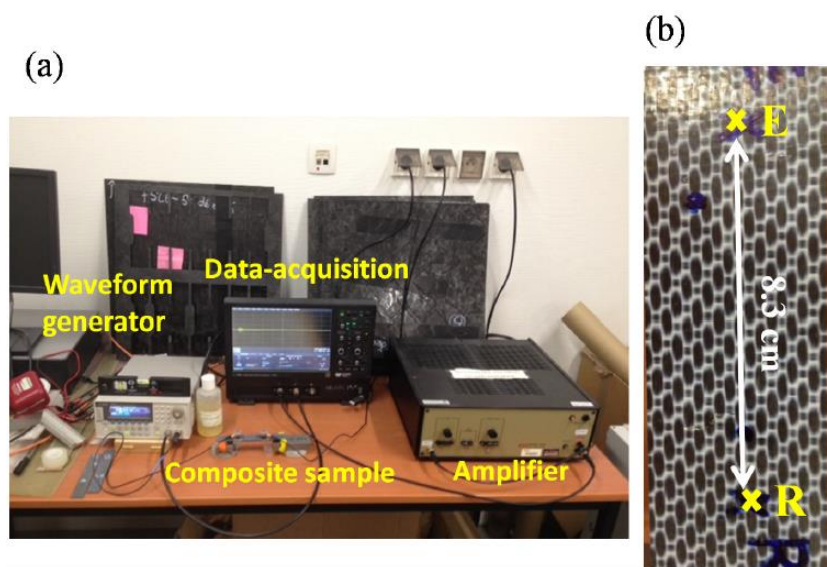 (a)
(b)
Waveform
generator
Data-acquisition
Composite sample
Amplifier
E
8.3 cm
R
R